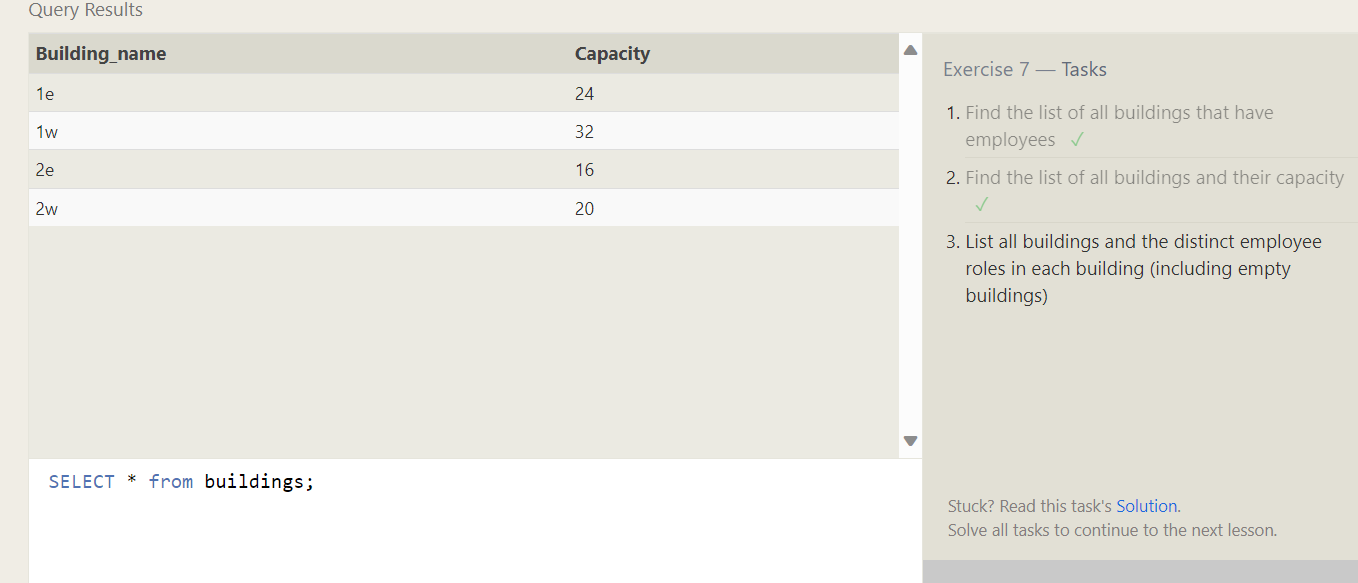 Query Results
Building_name Capacity
1e 24
1w 32
2e 16
2w 20
SELECT * from buildings;
Exercise 7 — Tasks
1. Find the list of all buildings that have
employees ✓
2. Find the list of all buildings and their capacity
✓
3. List all buildings and the distinct employee
roles in each building (including empty
buildings)
Stuck? Read this task's Solution.
Solve all tasks to continue to the next lesson.